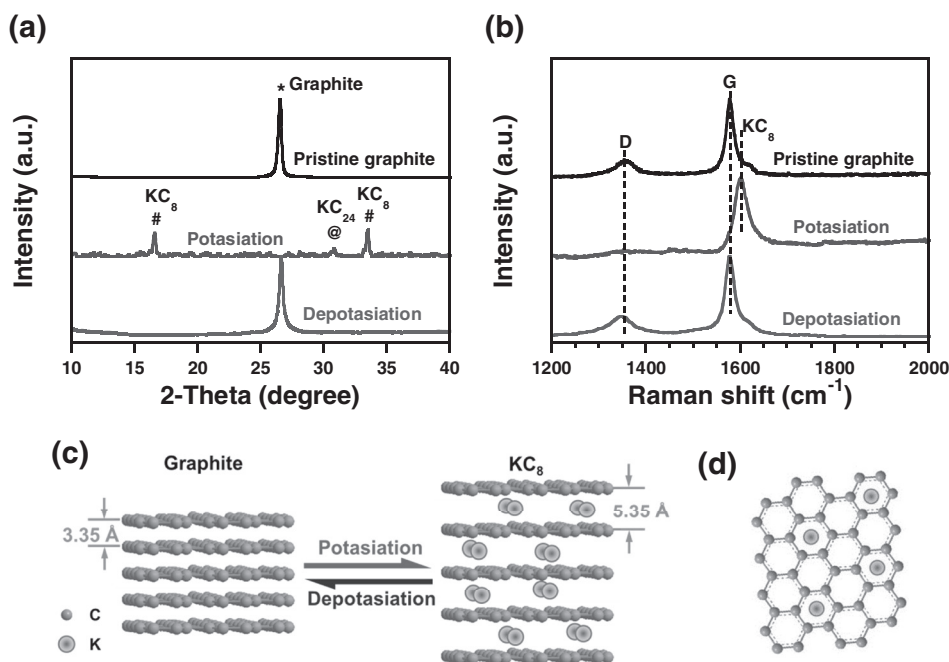 (a)
Intensity (a.u.)
* Graphite
Pristine graphite
KC8
#
Potasiation
KC24
@
KC8
#
Depotasiation
10 15 20 25 30 35 40
2-Theta (degree)
(b)
Intensity (a.u.)
G
KC8
D
Pristine graphite
Potasiation
Depotasiation
1200 1400 1600 1800 2000
Raman shift (cm-1)
(c)
Graphite
3.35 Å
C
K
Potasiation
Depotasiation
KC8
5.35 Å
(d)